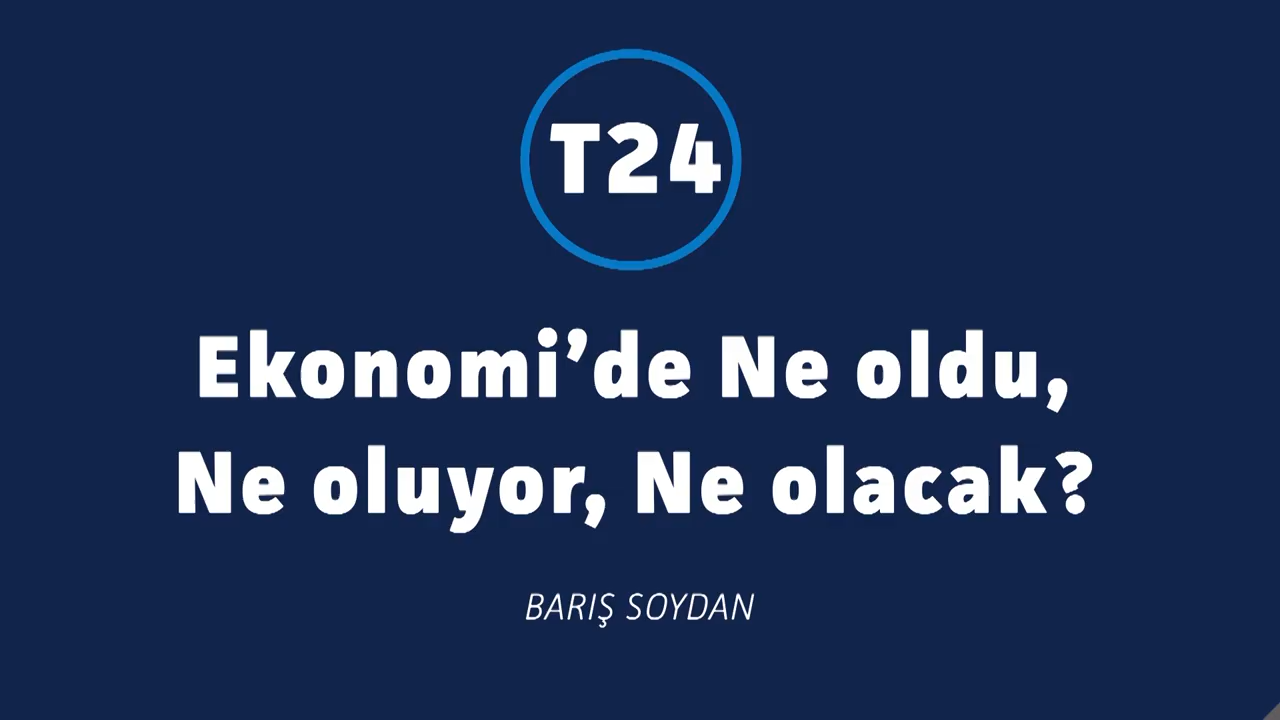 T24
Ekonomi’de Ne oldu,
Ne oluyor, Ne olacak?
BARIŞ SOYDAN